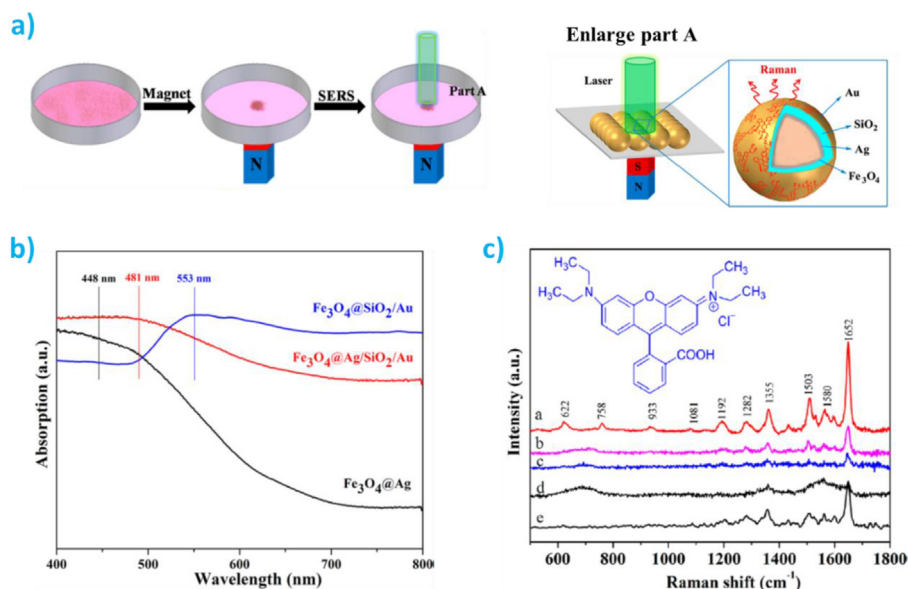 a)
Magnet
SERS
Part A
N
N
Enlarge part A
Laser
S
N
Raman
Au
SiO2
Ag
Fe3O4
b)
448 nm
481 nm
553 nm
Fe3O4@SiO2/Au
Fe3O4@Ag/SiO2/Au
Fe3O4@Ag
Absorption (a.u.)
400
500
600
700
800
Wavelength (nm)
c)
H3C
CH3
N
O
N
+
H3C
CH3
Cl−
COOH
622
758
933
1081
1192
1282
1355
1503
1580
1652
a
b
c
d
e
Intensity (a.u.)
600
800
1000
1200
1400
1600
1800
Raman shift (cm-1)